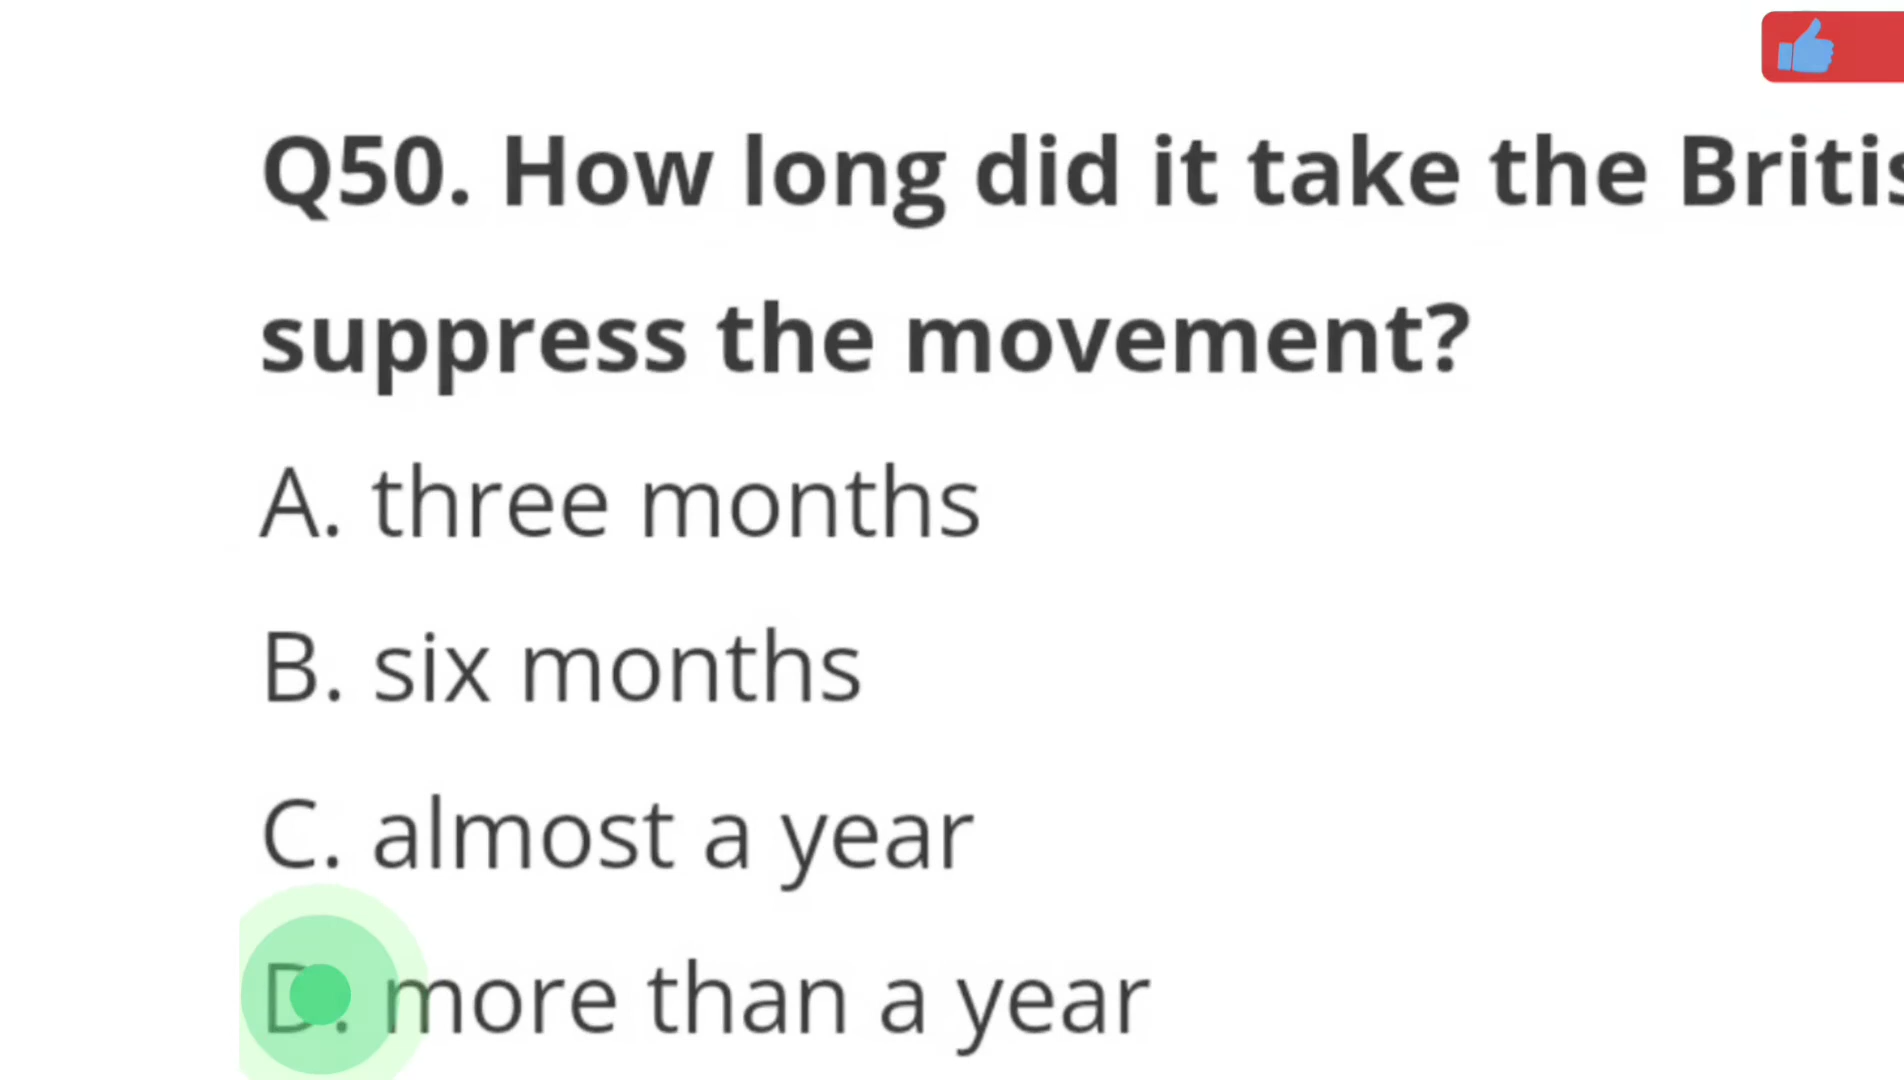 Q50. How long did it take the
suppress the movement?
A. three months
B. six months
C. almost a year
D. more than a year